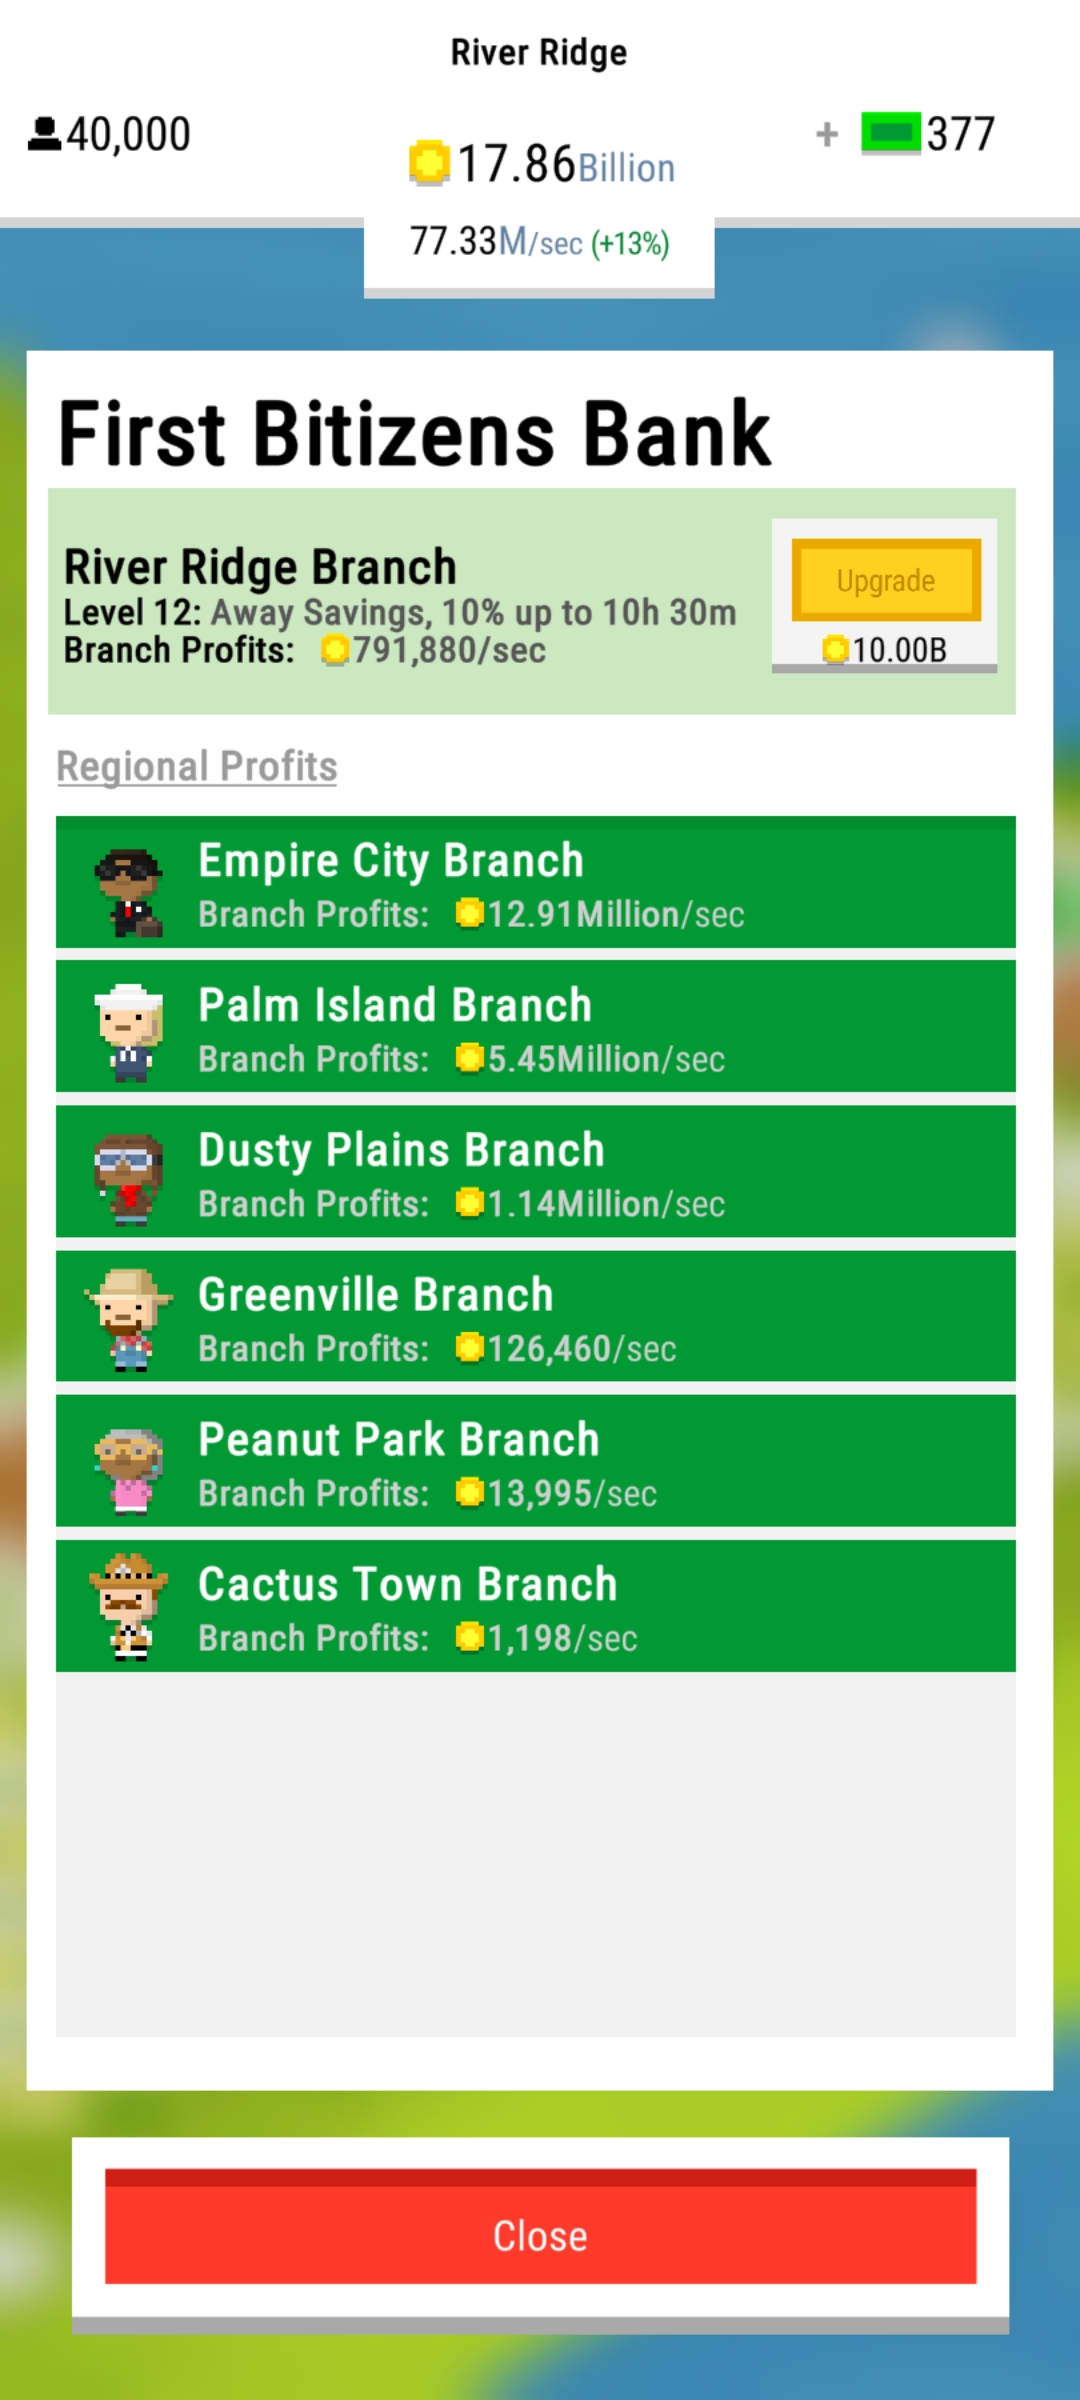 River Ridge
40,000
17.86Billion
+ 377
77.33M/sec (+13%)
First Bitizens Bank
River Ridge Branch
Level 12: Away Savings, 10% up to 10h 30m
Branch Profits: 791,880/sec
Upgrade
10.00B
Regional Profits
Empire City Branch
Branch Profits: 12.91Million/sec
Palm Island Branch
Branch Profits: 5.45Million/sec
Dusty Plains Branch
Branch Profits: 1.14Million/sec
Greenville Branch
Branch Profits: 126,460/sec
Peanut Park Branch
Branch Profits: 13,995/sec
Cactus Town Branch
Branch Profits: 1,198/sec
Close